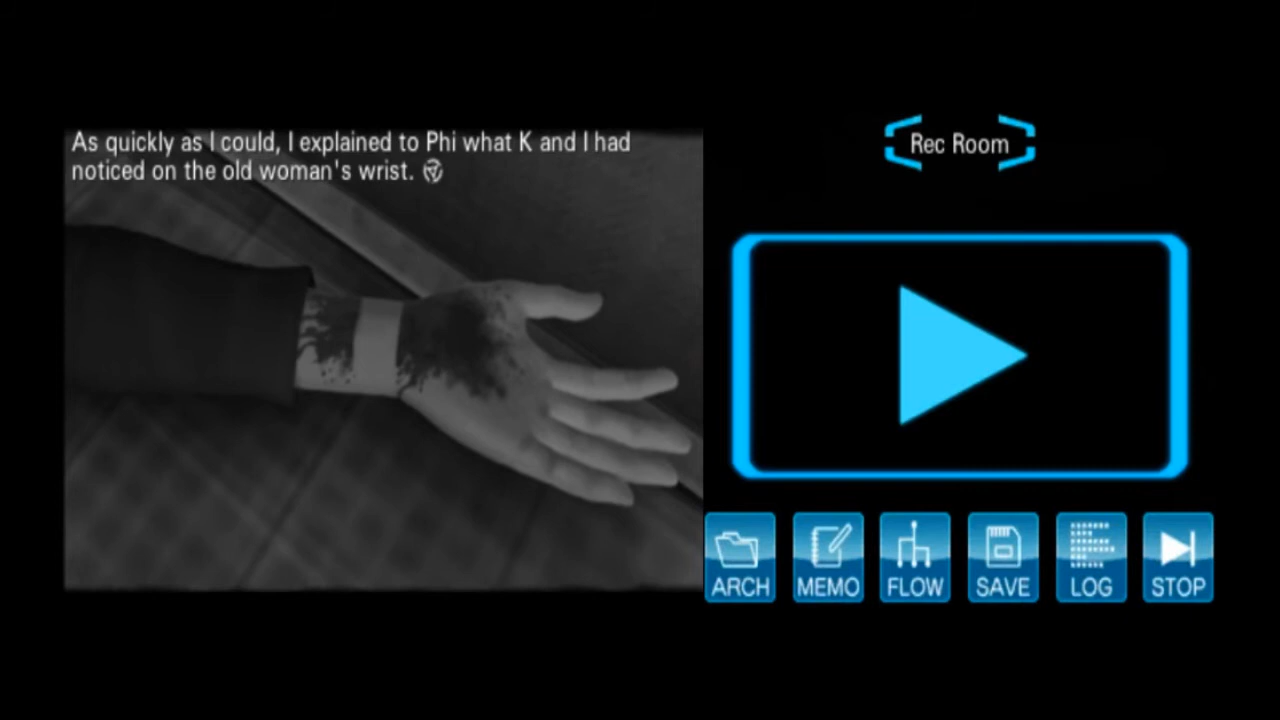 As quickly as I could, I explained to Phi what K and I had
noticed on the old woman's wrist.
Rec Room
ARCH
MEMO
FLOW
SAVE
LOG
STOP